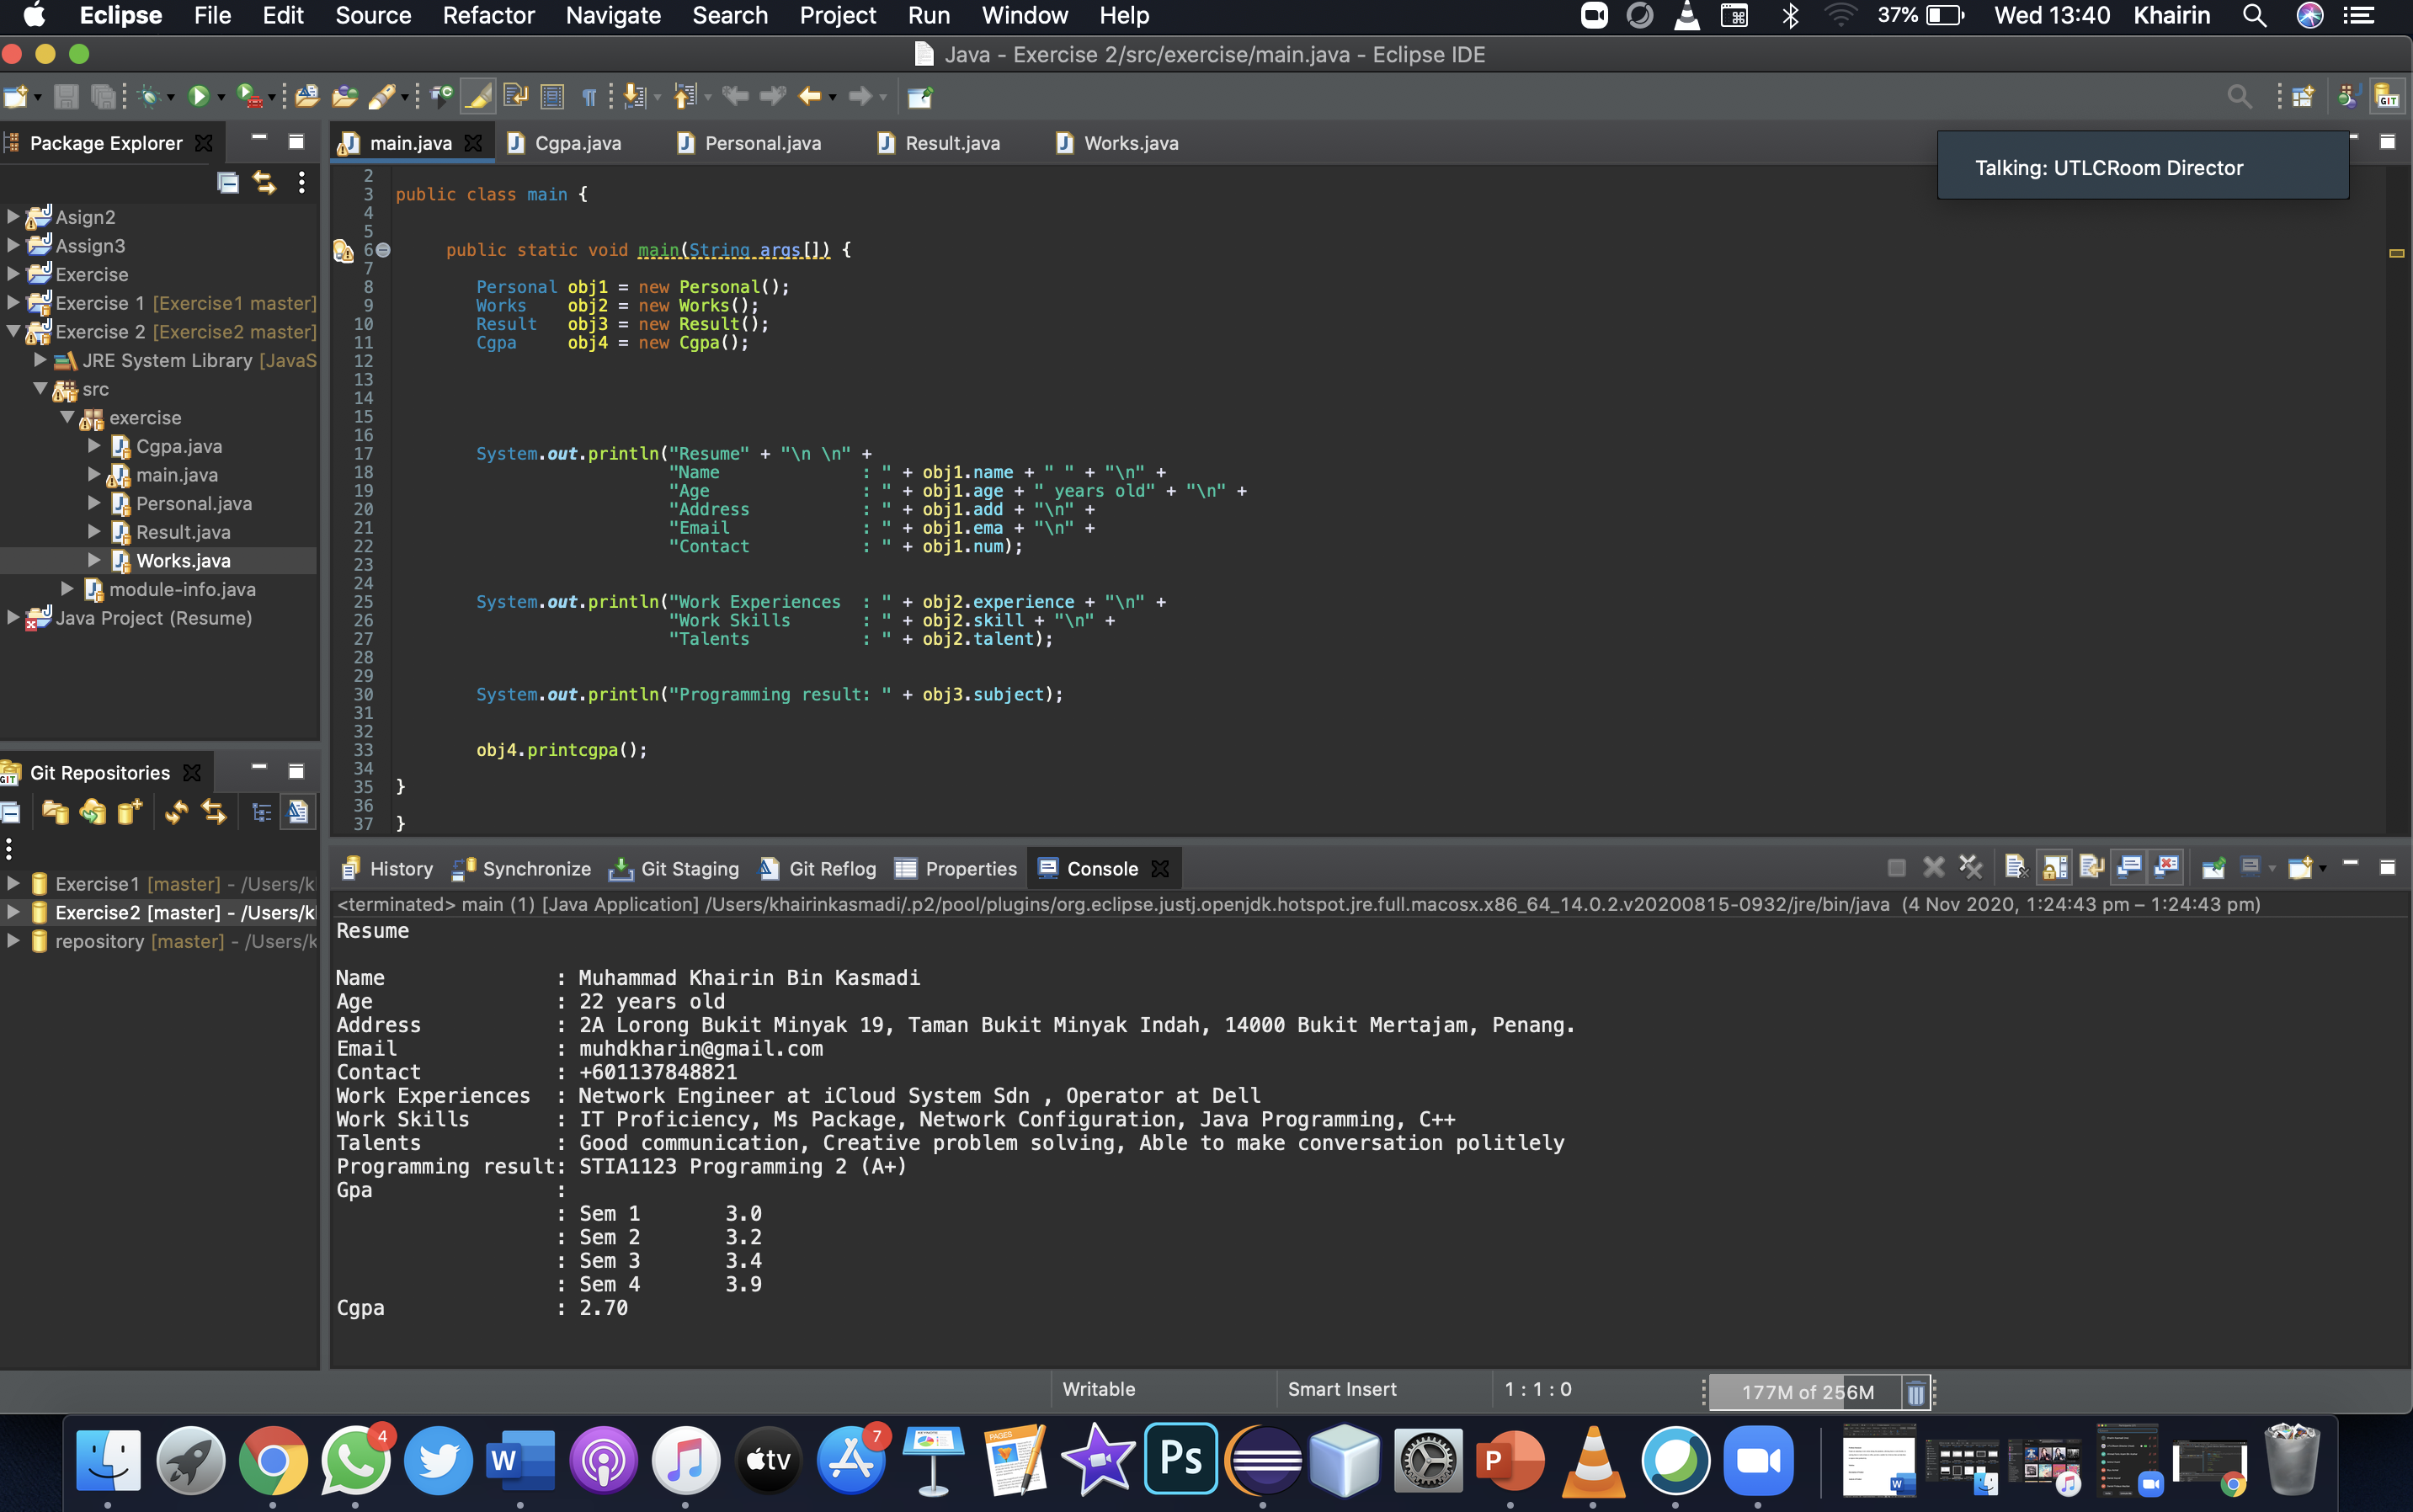 Eclipse File Edit Source Refactor Navigate Search Project Run Window Help 37% Wed 13:40 Khairin
Java - Exercise 2/src/exercise/main.java - Eclipse IDE
Package Explorer
main.java Cgpa.java Personal.java Result.java Works.java
Talking: UTLCRoom Director
Asign2
Assign3
Exercise
Exercise 1 [Exercise1 master]
Exercise 2 [Exercise2 master]
JRE System Library [JavaS
src
exercise
Cgpa.java
main.java
Personal.java
Result.java
Works.java
module-info.java
Java Project (Resume)
2
3 public class main {
4
5
6 public static void main(String args[]) {
7
8 Personal obj1 = new Personal();
9 Works obj2 = new Works();
10 Result obj3 = new Result();
11 Cgpa obj4 = new Cgpa();
12
13
14
15
16
17 System.out.println("Resume" + "\n \n" +
18 "Name : " + obj1.name + " " + "\n" +
19 "Age : " + obj1.age + " years old" + "\n" +
20 "Address : " + obj1.add + "\n" +
21 "Email : " + obj1.ema + "\n" +
22 "Contact : " + obj1.num);
23
24
25 System.out.println("Work Experiences : " + obj2.experience + "\n" +
26 "Work Skills : " + obj2.skill + "\n" +
27 "Talents : " + obj2.talent);
28
29
30 System.out.println("Programming result: " + obj3.subject);
31
32
33 obj4.printcgpa();
34
35 }
36
37 }
Git Repositories
Exercise1 [master] - /Users/k
Exercise2 [master] - /Users/k
repository [master] - /Users/k
History Synchronize Git Staging Git Reflog Properties Console
<terminated> main (1) [Java Application] /Users/khairinkasmadi/.p2/pool/plugins/org.eclipse.justj.openjdk.hotspot.jre.full.macosx.x86_64_14.0.2.v20200815-0932/jre/bin/java (4 Nov 2020, 1:24:43 pm – 1:24:43 pm)
Resume
Name : Muhammad Khairin Bin Kasmadi
Age : 22 years old
Address : 2A Lorong Bukit Minyak 19, Taman Bukit Minyak Indah, 14000 Bukit Mertajam, Penang.
Email : muhdkharin@gmail.com
Contact : +601137848821
Work Experiences : Network Engineer at iCloud System Sdn , Operator at Dell
Work Skills : IT Proficiency, Ms Package, Network Configuration, Java Programming, C++
Talents : Good communication, Creative problem solving, Able to make conversation politlely
Programming result: STIA1123 Programming 2 (A+)
Gpa :
: Sem 1 3.0
: Sem 2 3.2
: Sem 3 3.4
: Sem 4 3.9
Cgpa : 2.70
Writable Smart Insert 1 : 1 : 0 177M of 256M
4 W tv 7 PAGES Ps P